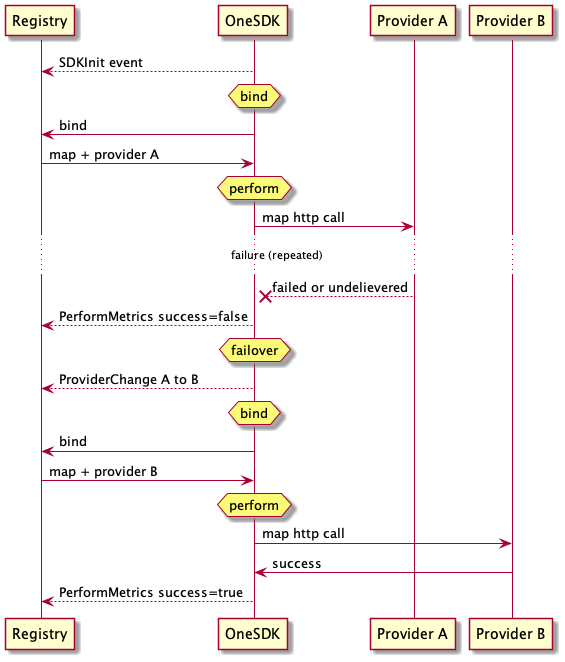 Registry OneSDK Provider A Provider B
SDKInit event
bind
bind
map + provider A
perform
map http call
failure (repeated)
failed or undelievered
PerformMetrics success=false
failover
ProviderChange A to B
bind
bind
map + provider B
perform
map http call
success
PerformMetrics success=true
Registry OneSDK Provider A Provider B